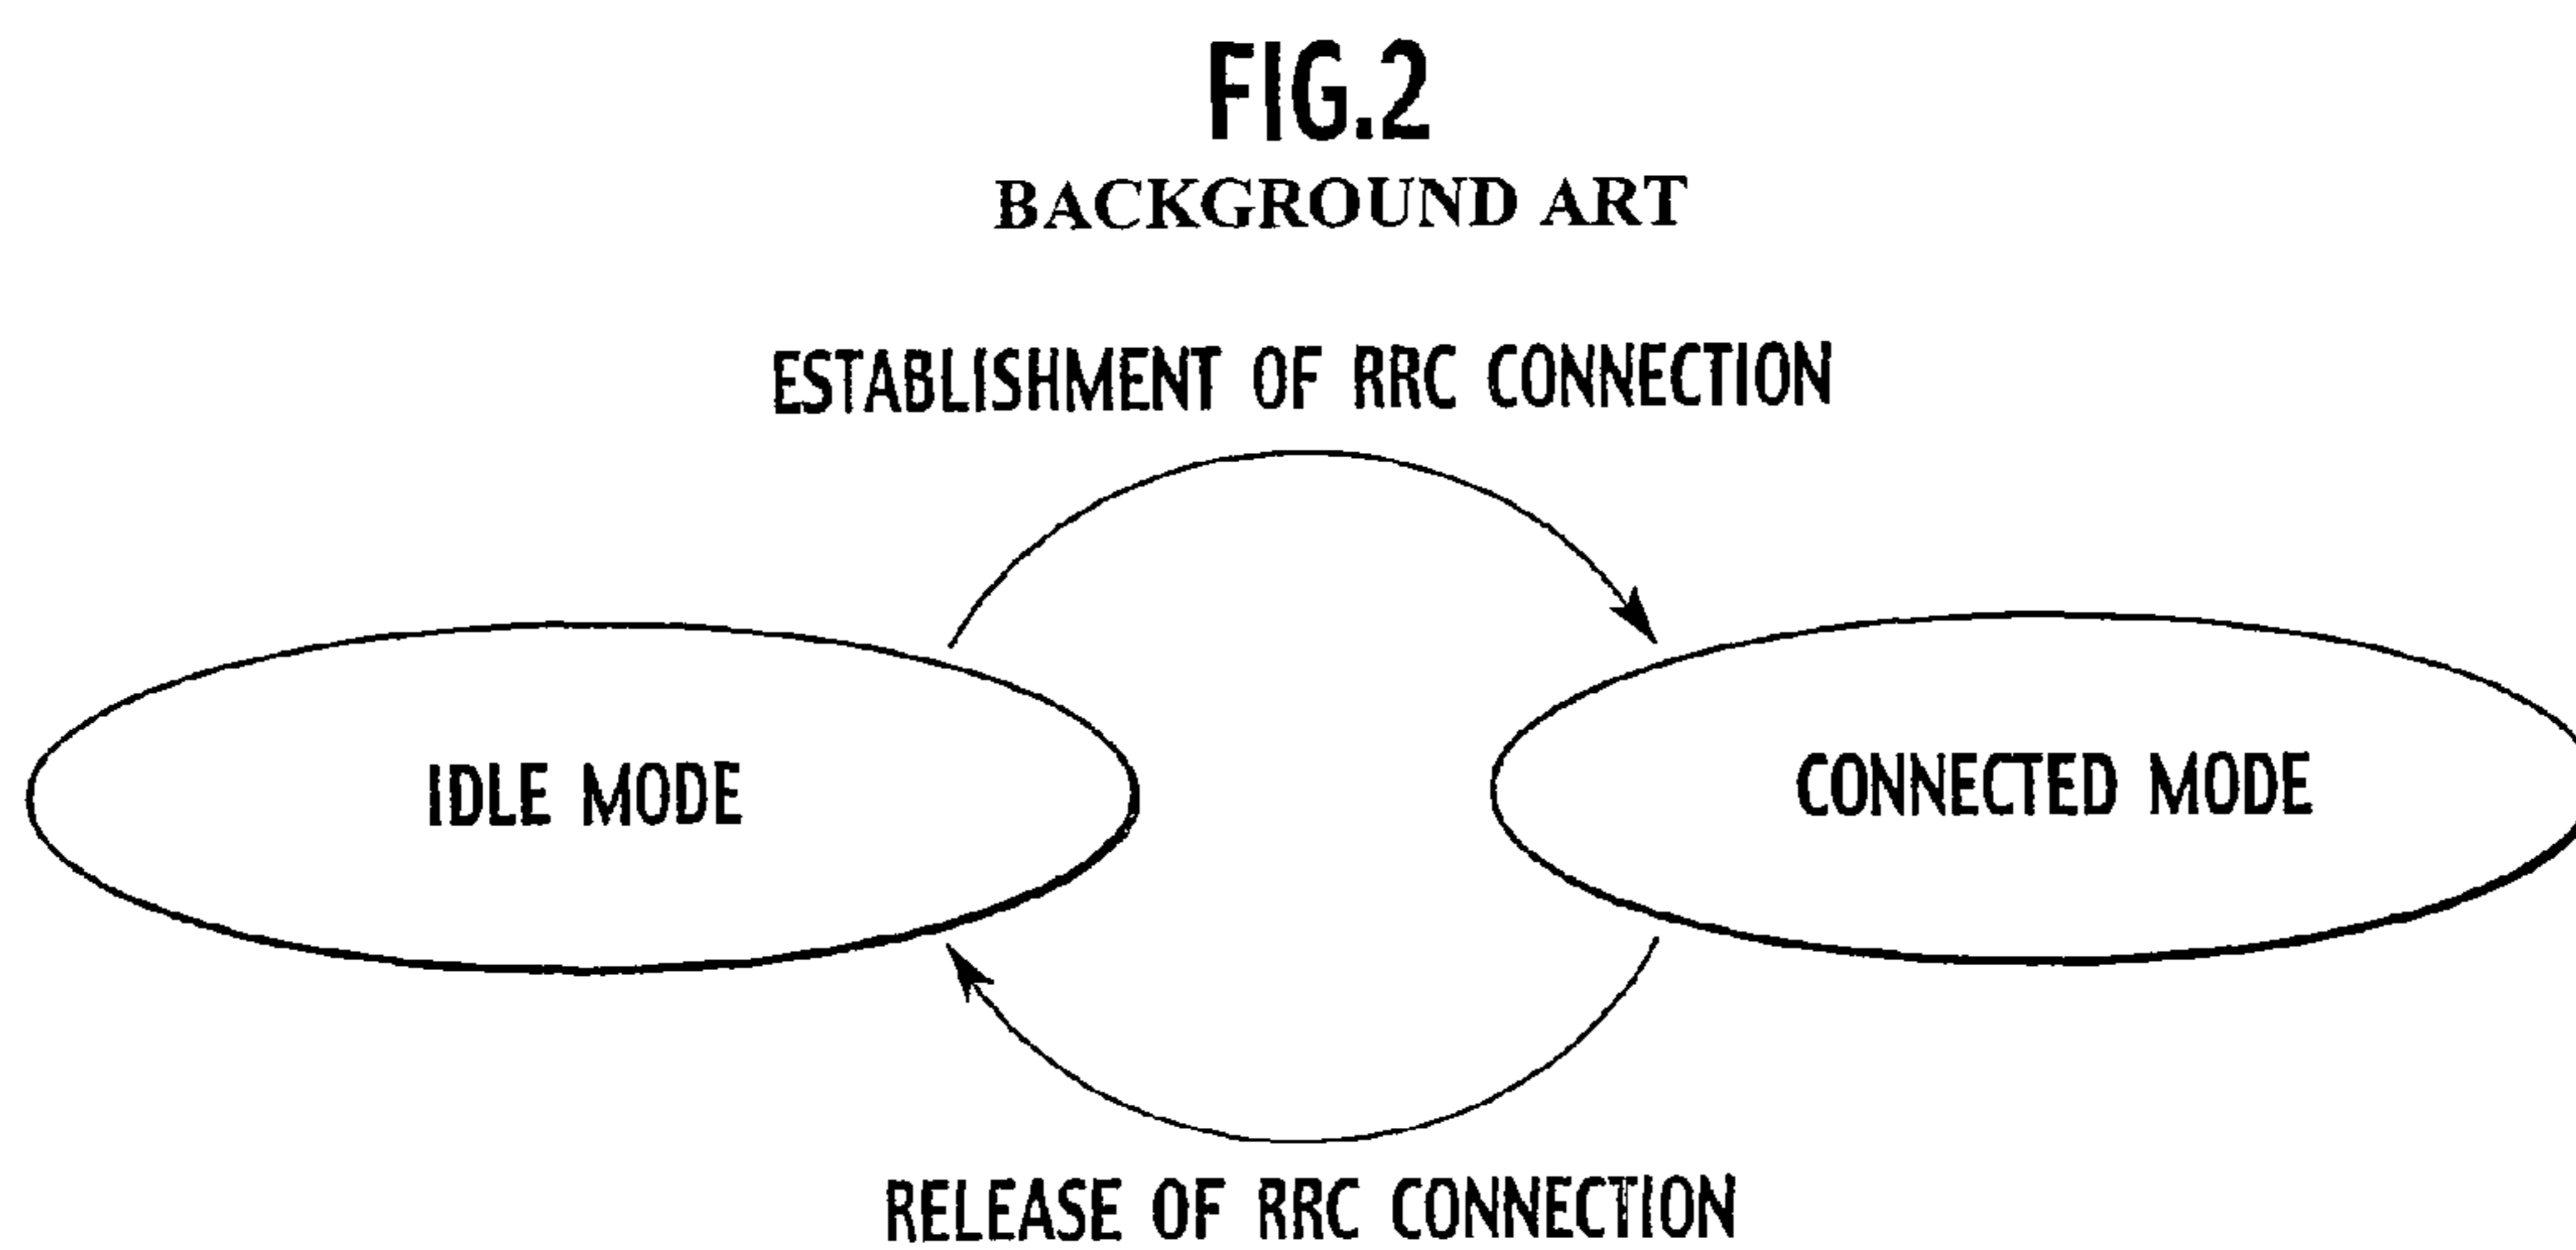 FIG.2
BACKGROUND ART
ESTABLISHMENT OF RRC CONNECTION
IDLE MODE
CONNECTED MODE
RELEASE OF RRC CONNECTION